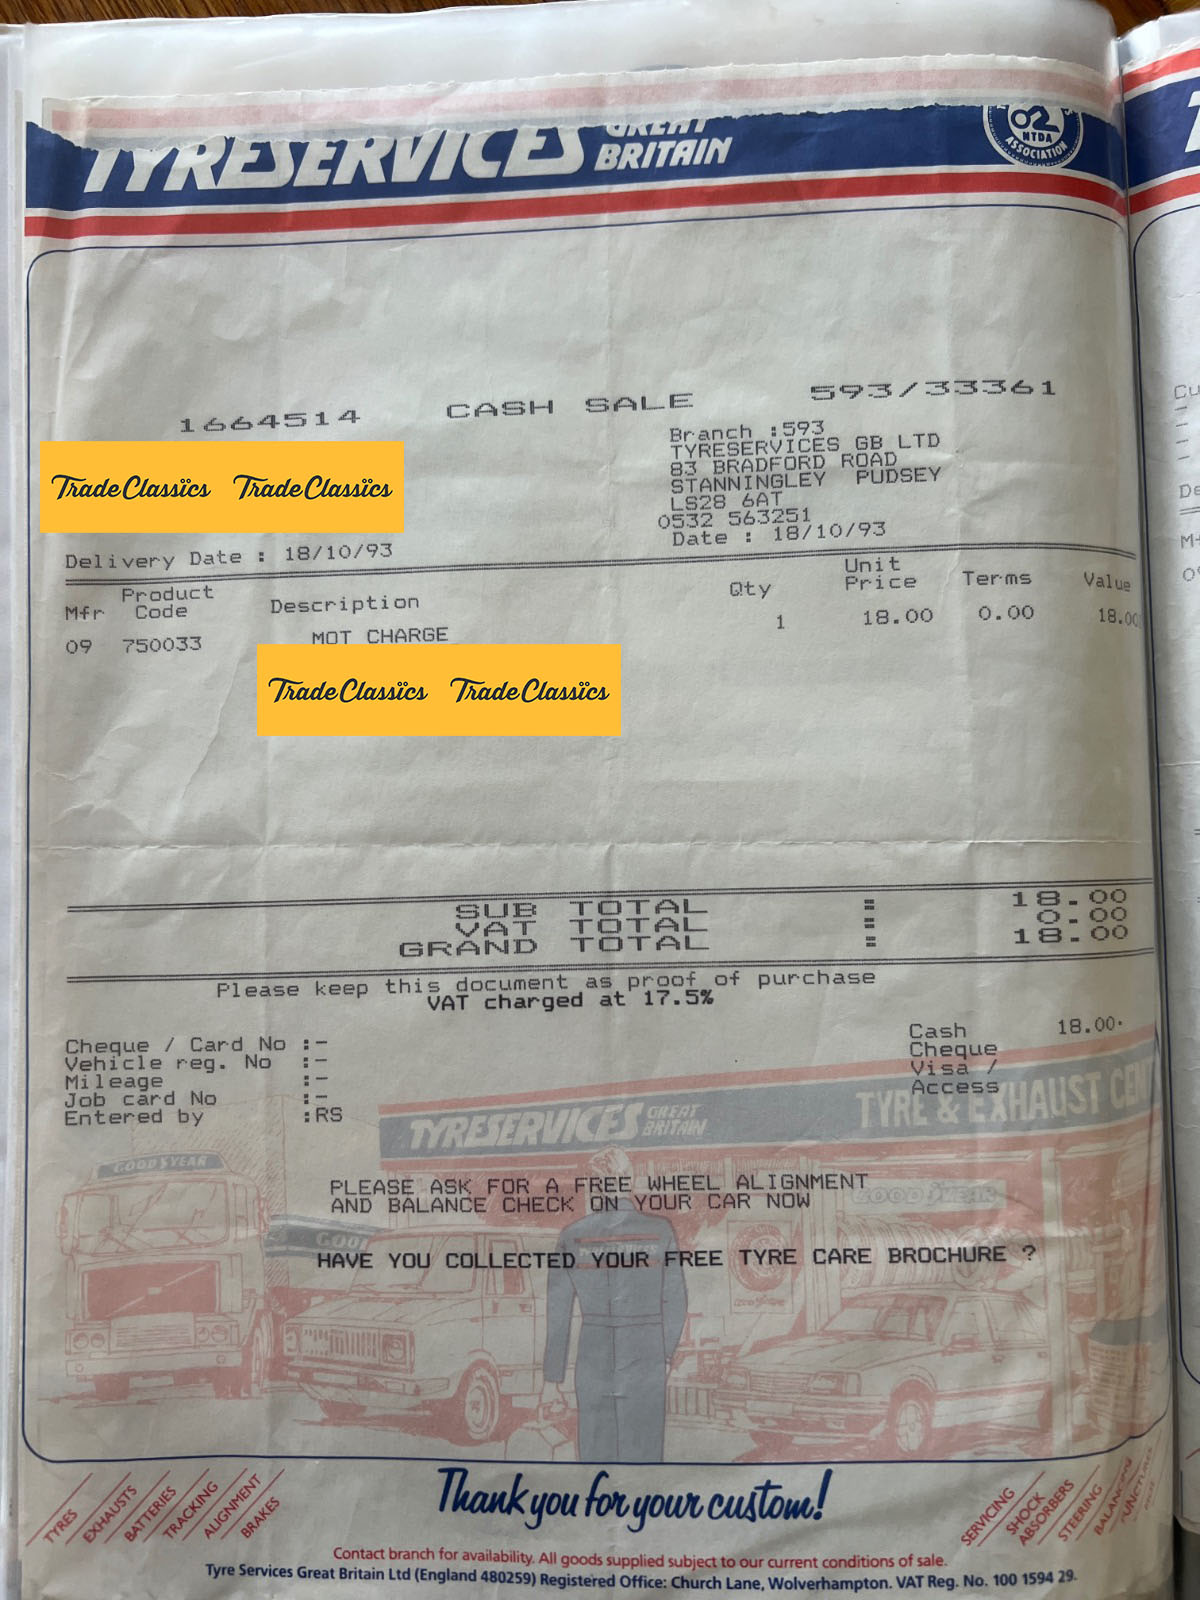 TYRESERVICES GREAT
BRITAIN
NTDA
ASSOCIATION
1664514 CASH SALE 593/33361
Branch :593
TYRESERVICES GB LTD
83 BRADFORD ROAD
STANNINGLEY PUDSEY
LS28 6AT
0532 563251
Date : 18/10/93
TradeClassics TradeClassics
Delivery Date : 18/10/93
Mfr Product Code Description Qty Unit Price Terms Value
09 750033 MOT CHARGE 1 18.00 0.00 18.00
TradeClassics TradeClassics
SUB TOTAL : 18.00
VAT TOTAL : 0.00
GRAND TOTAL : 18.00
Please keep this document as proof of purchase
VAT charged at 17.5%
Cheque / Card No :-
Vehicle reg. No :-
Mileage :-
Job card No :-
Entered by :RS
Cash 18.00
Cheque
Visa /
Access
TYRESERVICES GREAT BRITAIN TYRE & EXHAUST CEN
GOODYEAR
PLEASE ASK FOR A FREE WHEEL ALIGNMENT
AND BALANCE CHECK ON YOUR CAR NOW
GOODYEAR
GOO
HAVE YOU COLLECTED YOUR FREE TYRE CARE BROCHURE ?
Thank you for your custom!
TYRES
EXHAUSTS
BATTERIES
TRACKING
ALIGNMENT
BRAKES
SERVICING
SHOCK ABSORBERS
STEERING
BALANCING
Contact branch for availability. All goods supplied subject to our current conditions of sale.
Tyre Services Great Britain Ltd (England 480259) Registered Office: Church Lane, Wolverhampton. VAT Reg. No. 100 1594 29.